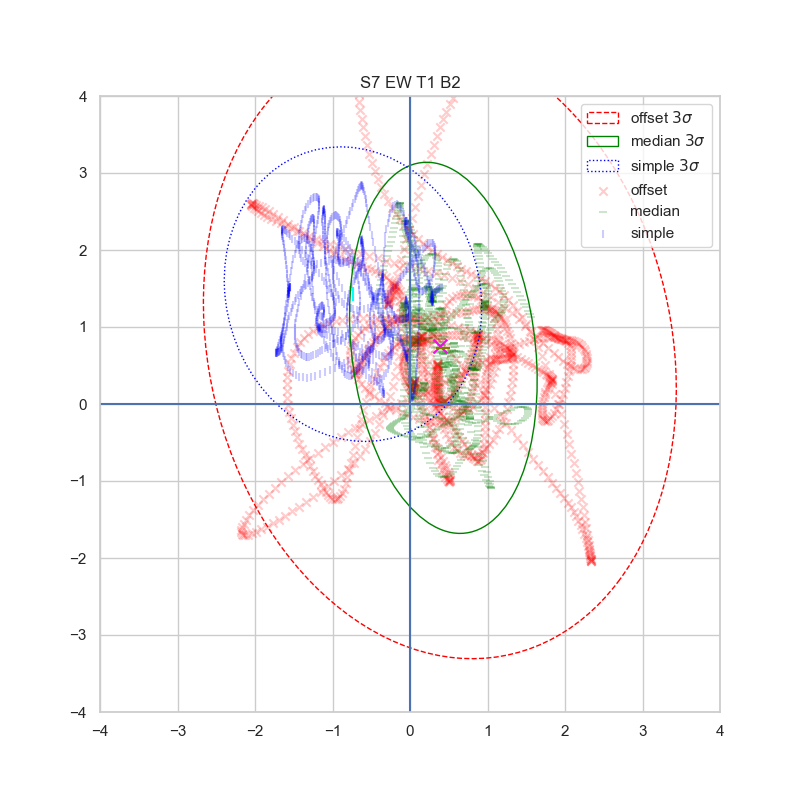 S7 EW T1 B2
offset 3σ
median 3σ
simple 3σ
offset
median
simple
4
3
2
1
0
−1
−2
−3
−4
−4 −3 −2 −1 0 1 2 3 4